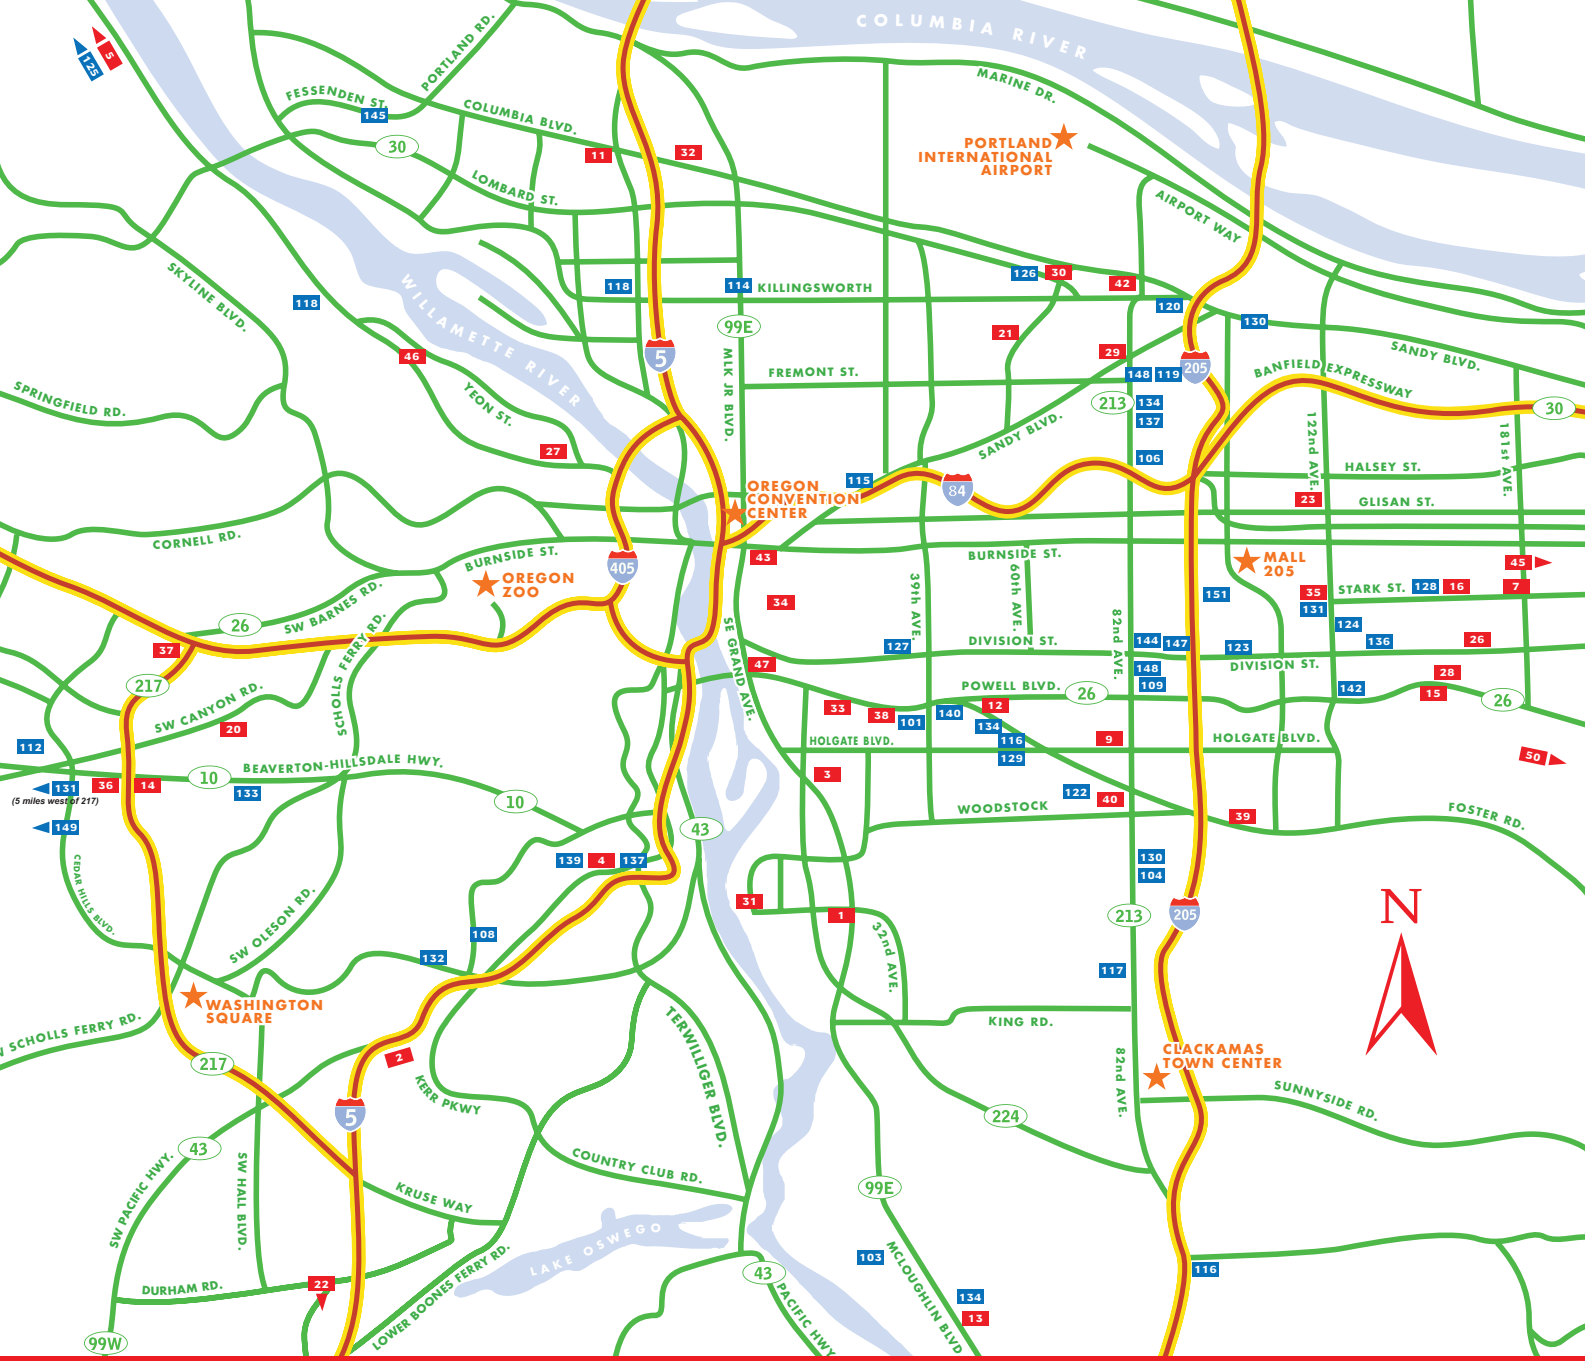 COLUMBIA RIVER
PORTLAND RD.
5
125
MARINE DR.
FESSENDEN ST.
145
COLUMBIA BLVD.
30
11
32
PORTLAND
INTERNATIONAL
AIRPORT
LOMBARD ST.
AIRPORT WAY
SKYLINE BLVD.
118
WILLAMETTE RIVER
118
114
KILLINGSWORTH
126
30
42
120
130
99E
21
29
5
46
MLK JR BLVD.
FREMONT ST.
148
119
205
SANDY BLVD.
BANFIELD EXPRESSWAY
30
SPRINGFIELD RD.
YEON ST.
213
134
137
SANDY BLVD.
122nd AVE.
181st AVE.
27
106
HALSEY ST.
115
84
OREGON
CONVENTION
CENTER
23
GLISAN ST.
CORNELL RD.
BURNSIDE ST.
405
43
BURNSIDE ST.
MALL
205
45
OREGON
ZOO
39th AVE.
60th AVE.
151
35
131
STARK ST.
128
16
7
SW BARNES RD.
26
34
82nd AVE.
124
SE GRAND AVE.
127
DIVISION ST.
144
147
123
136
26
37
SCHOLLS FERRY RD.
47
148
DIVISION ST.
28
217
109
POWELL BLVD.
26
142
15
26
SW CANYON RD.
20
33
38
101
140
12
134
116
129
9
HOLGATE BLVD.
HOLGATE BLVD.
112
50
BEAVERTON-HILLSDALE HWY.
10
131
(5 miles west of 217)
36
14
133
10
3
122
40
WOODSTOCK
39
FOSTER RD.
149
43
CEDAR HILLS BLVD.
139
4
137
130
104
SW OLESON RD.
31
1
213
205
N
108
132
32nd AVE.
117
WASHINGTON
SQUARE
W SCHOLLS FERRY RD.
TERWILLIGER BLVD.
KING RD.
217
2
KERR PKWY
82nd AVE.
CLACKAMAS
TOWN CENTER
SUNNYSIDE RD.
5
224
43
SW PACIFIC HWY.
SW HALL BLVD.
COUNTRY CLUB RD.
KRUSE WAY
99E
LAKE OSWEGO
LOWER BOONES FERRY RD.
103
MCLOUGHLIN BLVD
116
DURHAM RD.
22
43
PACIFIC HWY
134
13
99W